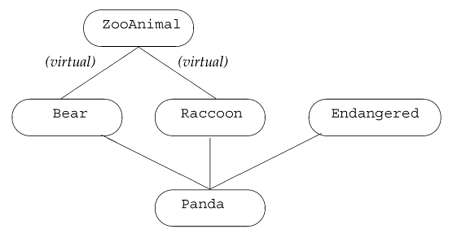 ZooAnimal
(virtual) (virtual)
Bear Raccoon Endangered
Panda